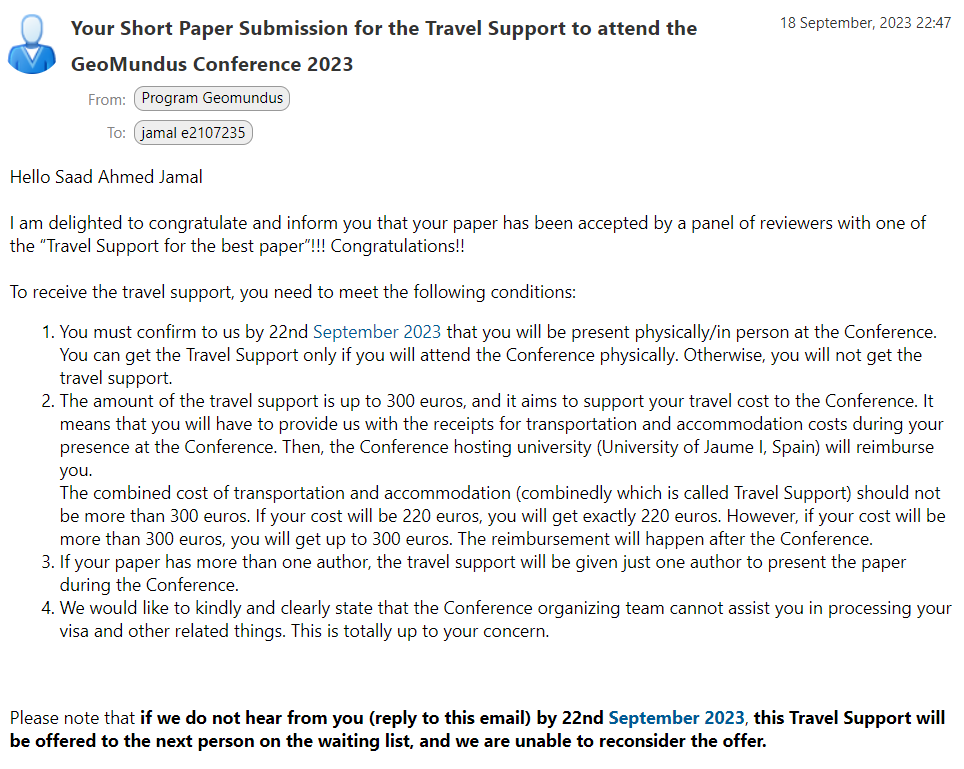 Your Short Paper Submission for the Travel Support to attend the
18 September, 2023 22:47
GeoMundus Conference 2023
From: Program Geomundus
To: jamal e2107235
Hello Saad Ahmed Jamal
I am delighted to congratulate and inform you that your paper has been accepted by a panel of reviewers with one of
the “Travel Support for the best paper”!!! Congratulations!!
To receive the travel support, you need to meet the following conditions:
1. You must confirm to us by 22nd September 2023 that you will be present physically/in person at the Conference.
You can get the Travel Support only if you will attend the Conference physically. Otherwise, you will not get the
travel support.
2. The amount of the travel support is up to 300 euros, and it aims to support your travel cost to the Conference. It
means that you will have to provide us with the receipts for transportation and accommodation costs during your
presence at the Conference. Then, the Conference hosting university (University of Jaume I, Spain) will reimburse
you.
The combined cost of transportation and accommodation (combinedly which is called Travel Support) should not
be more than 300 euros. If your cost will be 220 euros, you will get exactly 220 euros. However, if your cost will be
more than 300 euros, you will get up to 300 euros. The reimbursement will happen after the Conference.
3. If your paper has more than one author, the travel support will be given just one author to present the paper
during the Conference.
4. We would like to kindly and clearly state that the Conference organizing team cannot assist you in processing your
visa and other related things. This is totally up to your concern.
Please note that if we do not hear from you (reply to this email) by 22nd September 2023, this Travel Support will
be offered to the next person on the waiting list, and we are unable to reconsider the offer.